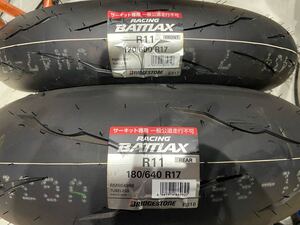 サーキット専用 一般公道走行不可
RACING
BATTLAX
R11 FRONT
120/600 R17
BRIDGESTONE
サーキット専用 一般公道走行不可
RACING
BATTLAX
R11 REAR
180/640 R17
TUBELESS
BRIDGESTONE